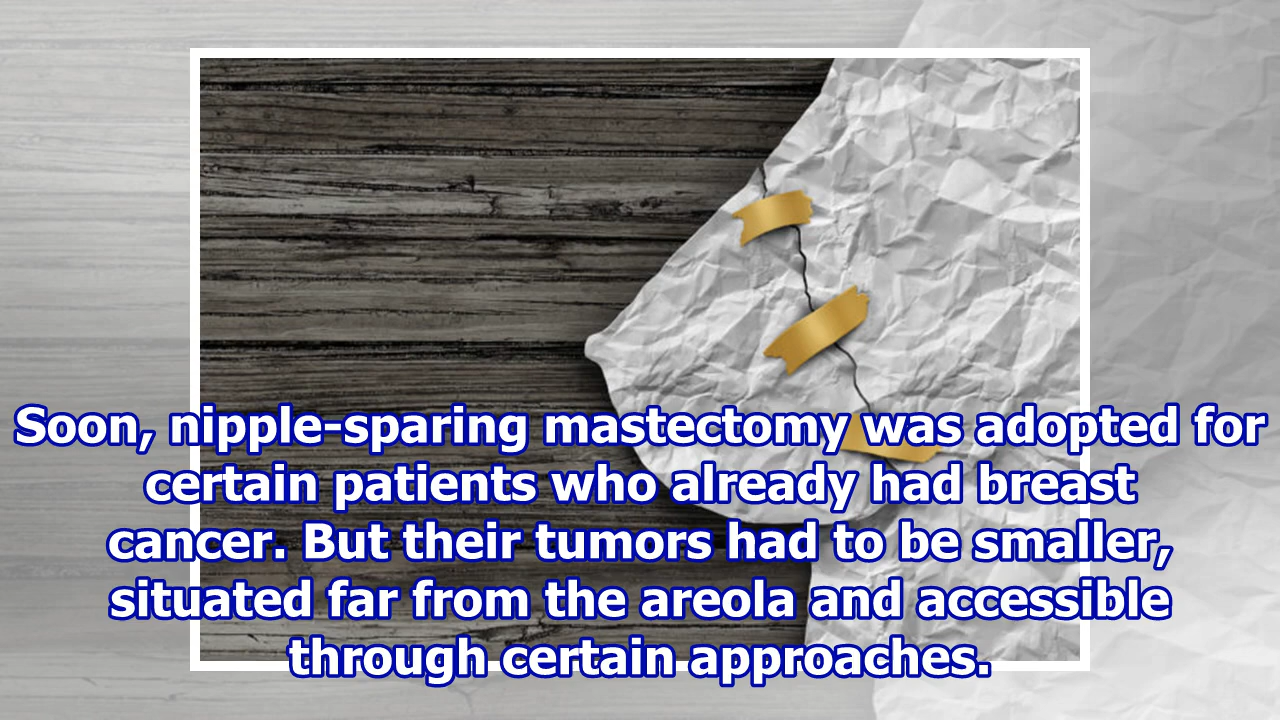 Soon, nipple-sparing mastectomy was adopted for
certain patients who already had breast
cancer. But their tumors had to be smaller,
situated far from the areola and accessible
through certain approaches.